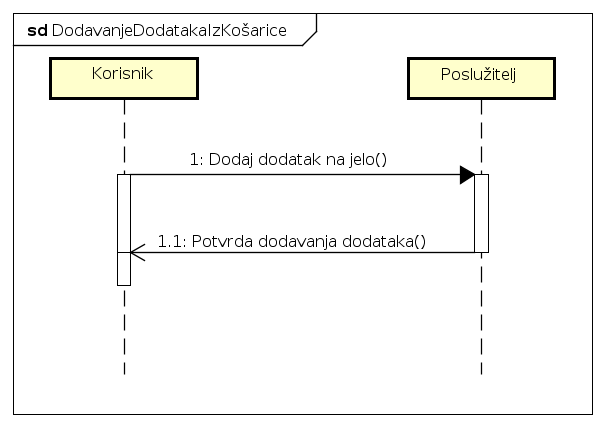 sd DodavanjeDodatakaIzKošarice
Korisnik
Poslužitelj
1: Dodaj dodatak na jelo()
1.1: Potvrda dodavanja dodataka()